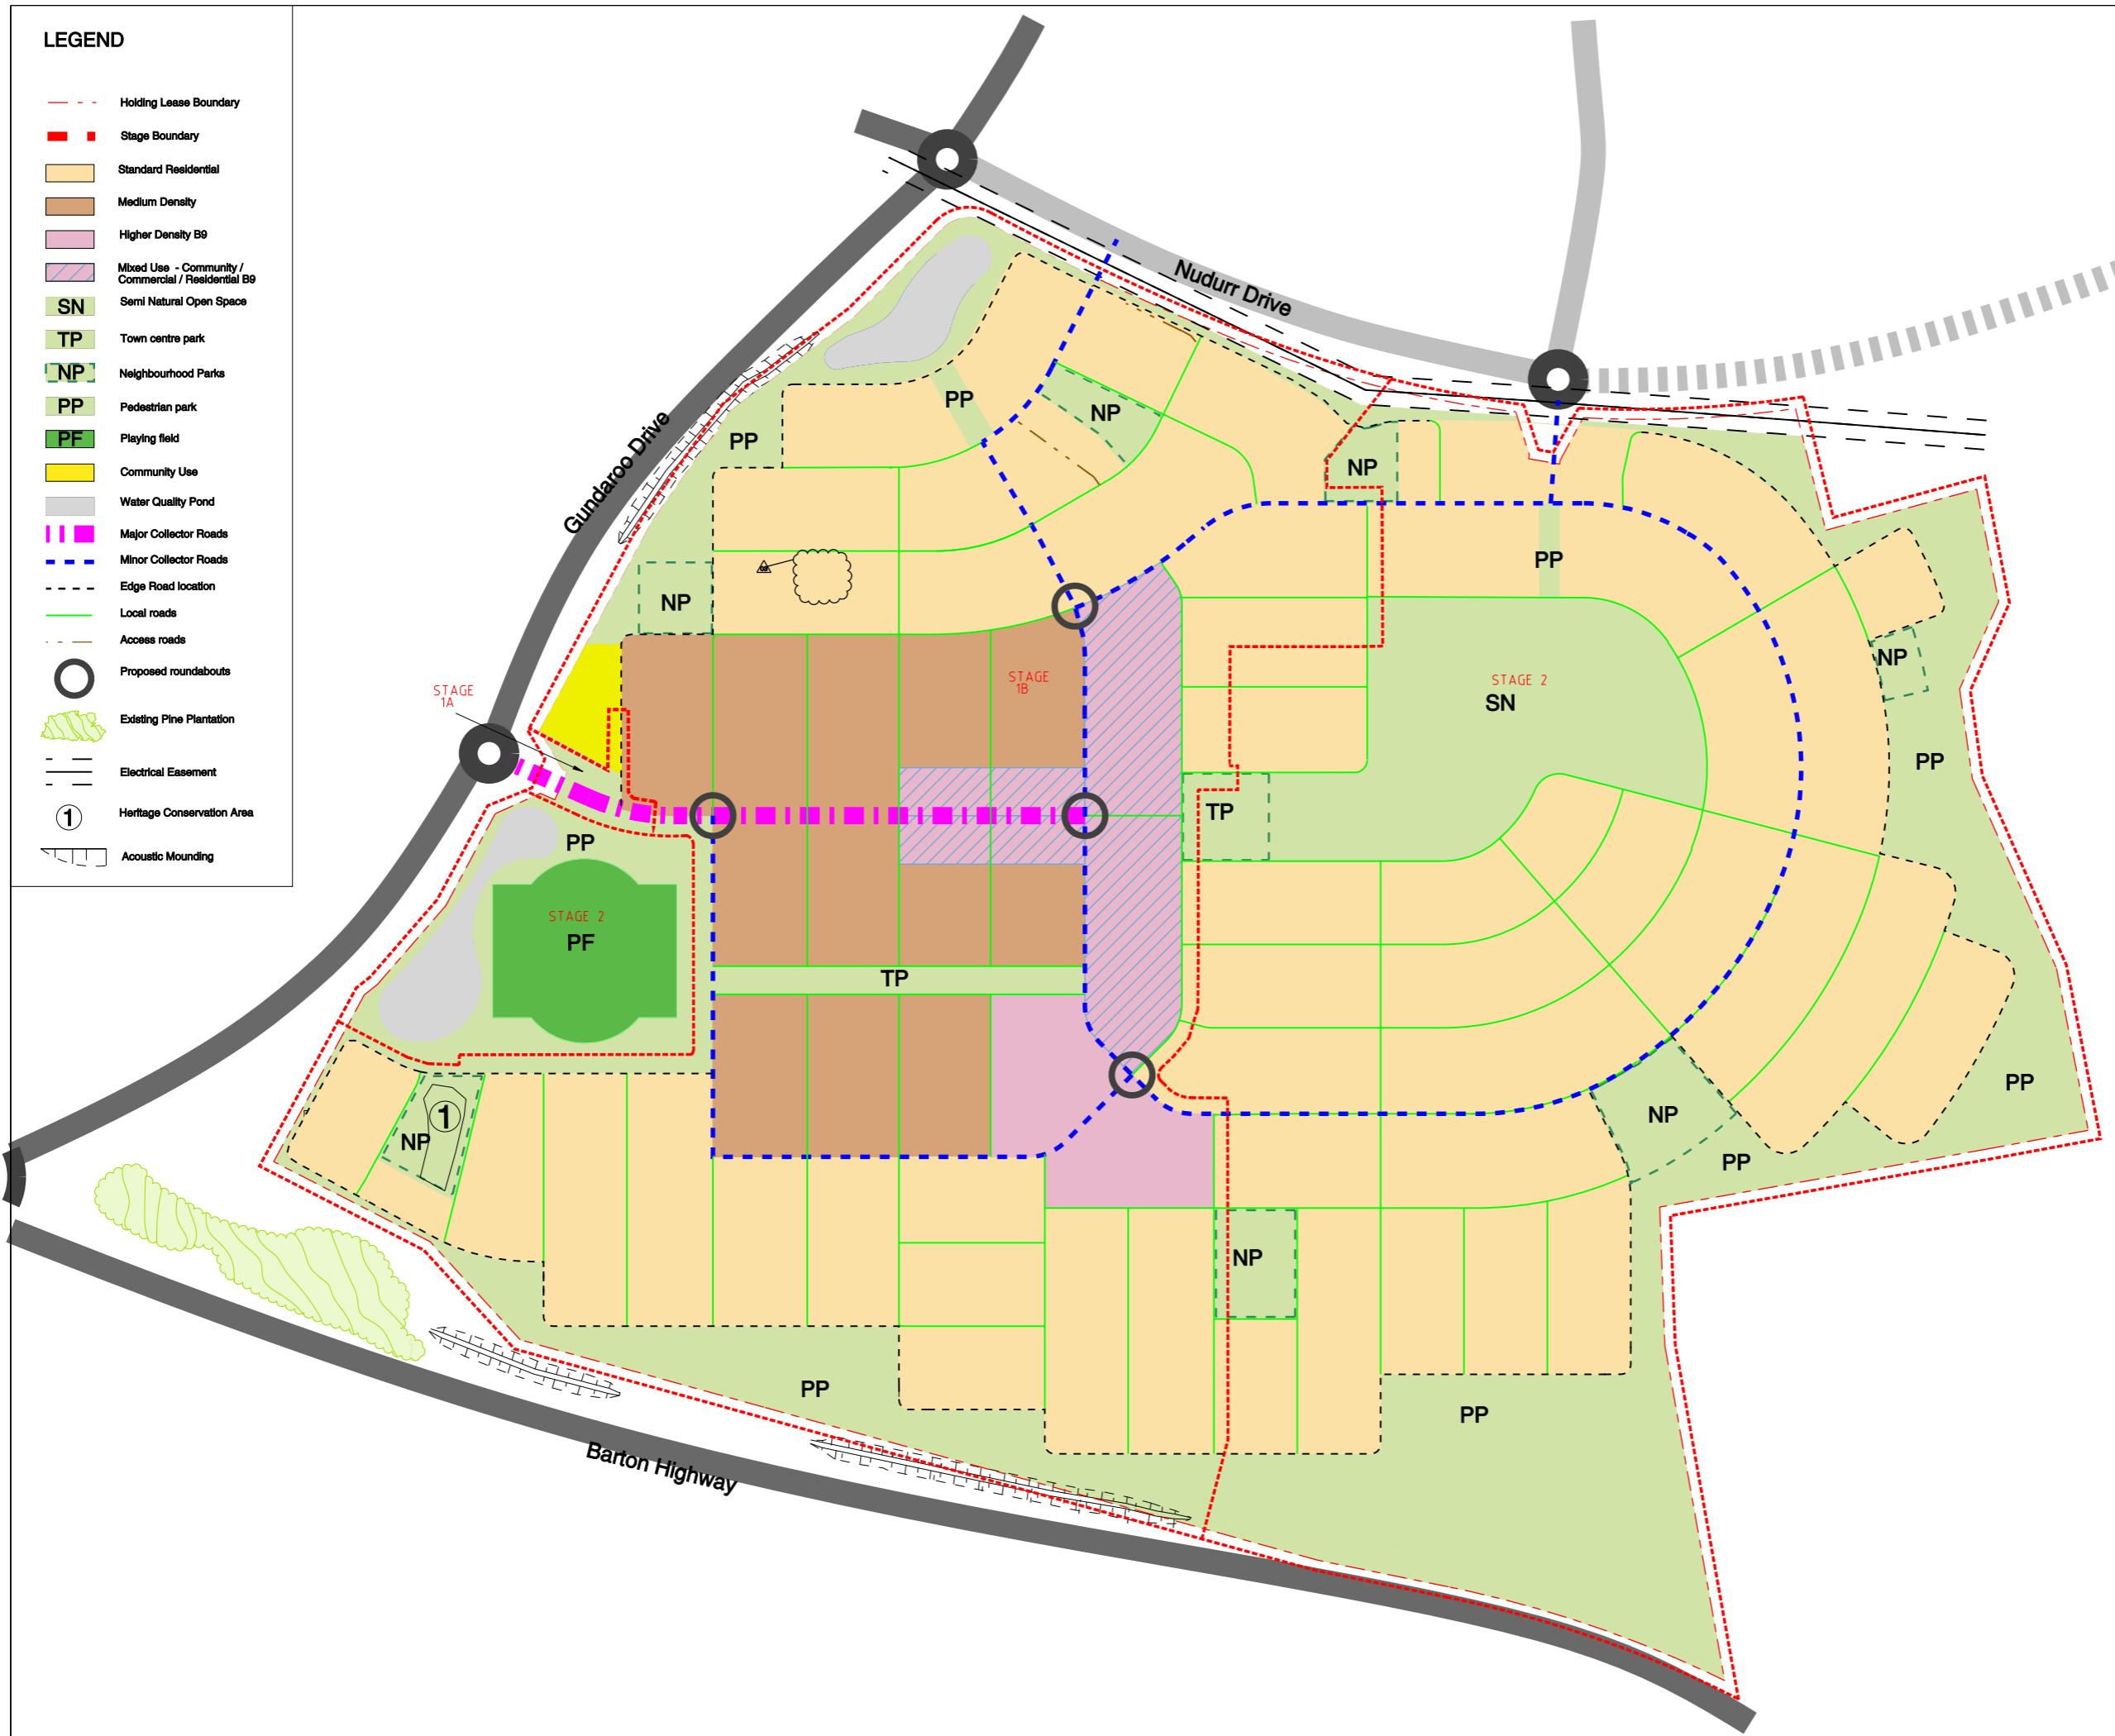 LEGEND
Holding Lease Boundary
Stage Boundary
Standard Residential
Medium Density
Higher Density B9
Mixed Use - Community /
Commercial / Residential B9
SN Semi Natural Open Space
TP Town centre park
NP Neighbourhood Parks
PP Pedestrian park
PF Playing field
Community Use
Water Quality Pond
Major Collector Roads
Minor Collector Roads
Edge Road location
Local roads
Access roads
Proposed roundabouts
Existing Pine Plantation
Electrical Easement
1 Heritage Conservation Area
Acoustic Mounding
Nudurr Drive
Gundaroo Drive
PP
NP
PP
NP
PP
NP
NP
STAGE
1B
STAGE 2
SN
STAGE
1A
PP
TP
PP
STAGE 2
PF
TP
PP
NP
1
NP
PP
NP
PP
PP
Barton Highway